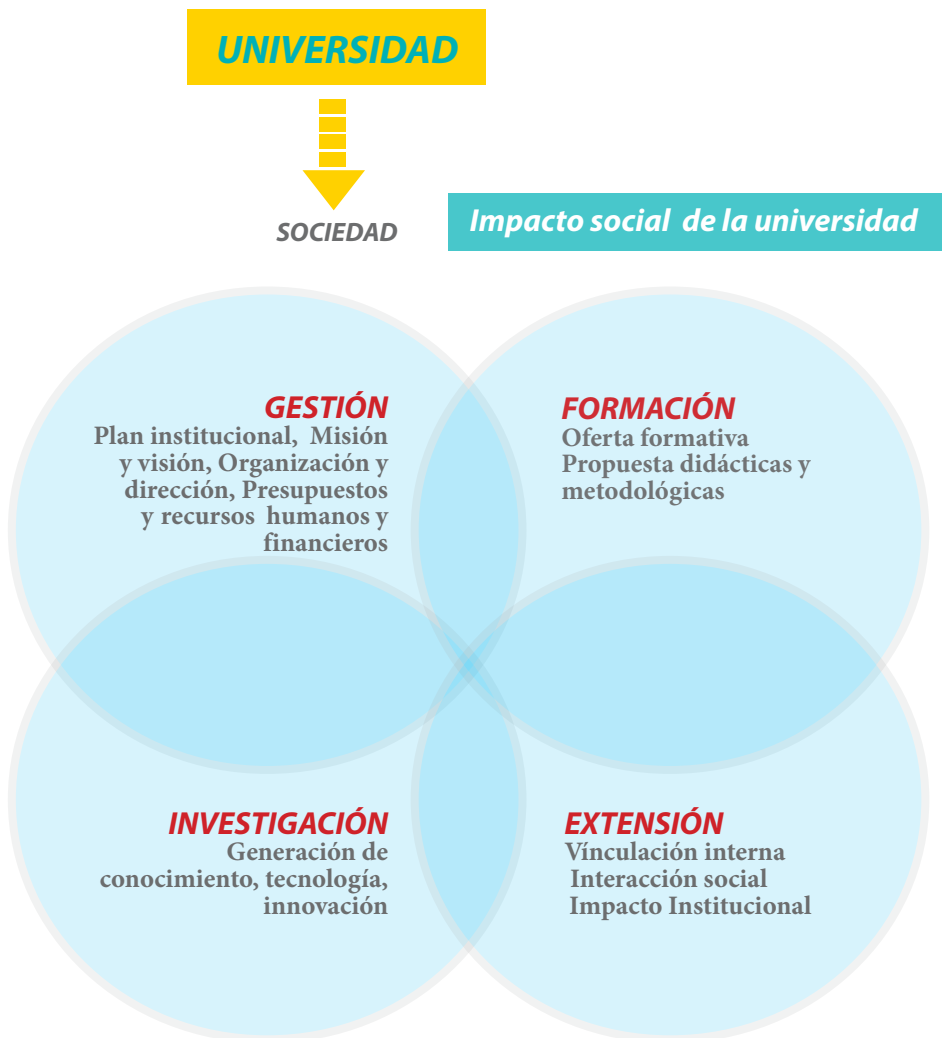 UNIVERSIDAD
SOCIEDAD
Impacto social de la universidad
GESTIÓN
Plan institucional, Misión
y visión, Organización y
dirección, Presupuestos
y recursos humanos y
financieros
FORMACIÓN
Oferta formativa
Propuesta didácticas y
metodológicas
INVESTIGACIÓN
Generación de
conocimiento, tecnología,
innovación
EXTENSIÓN
Vínculación interna
Interacción social
Impacto Institucional